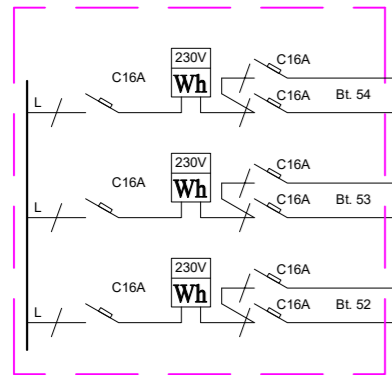 230V
C16A
C16A
Wh
L
C16A
Bt. 54
230V
C16A
C16A
Wh
L
C16A
Bt. 53
230V
C16A
C16A
Wh
L
C16A
Bt. 52